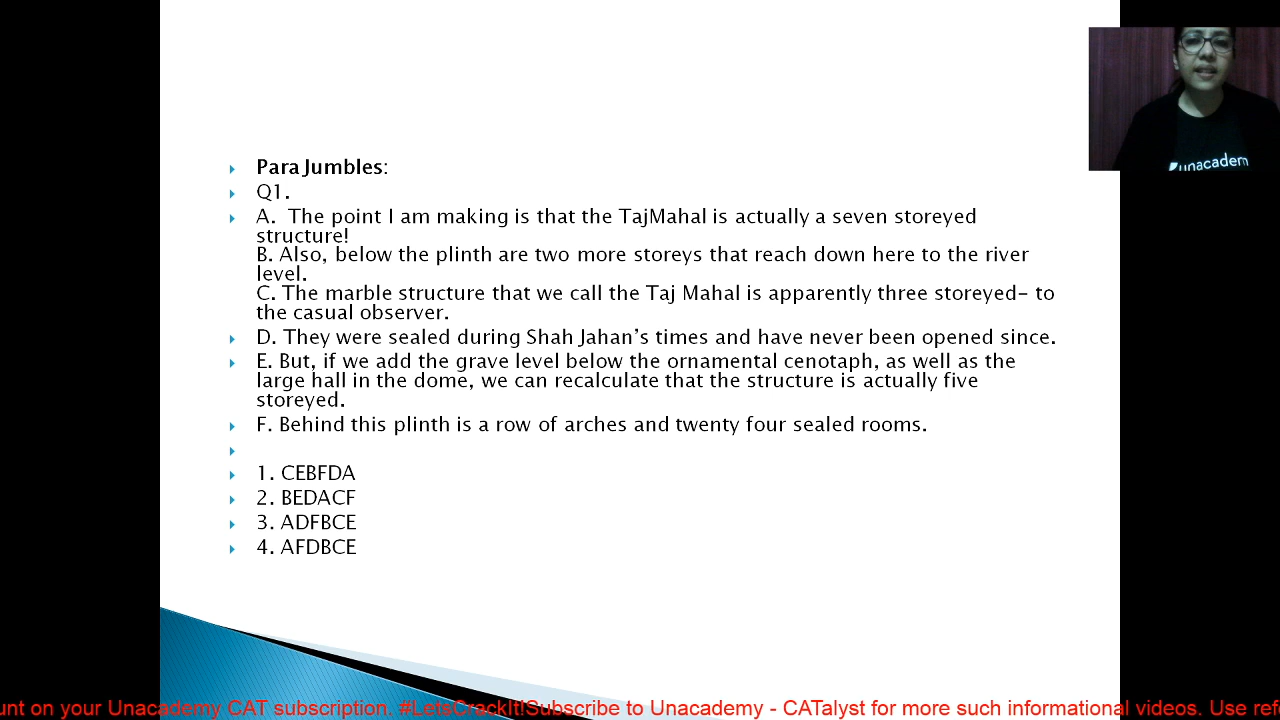 Para Jumbles:
Q1.
A. The point I am making is that the TajMahal is actually a seven storeyed
structure!
B. Also, below the plinth are two more storeys that reach down here to the river
level.
C. The marble structure that we call the Taj Mahal is apparently three storeyed- to
the casual observer.
D. They were sealed during Shah Jahan's times and have never been opened since.
E. But, if we add the grave level below the ornamental cenotaph, as well as the
large hall in the dome, we can recalculate that the structure is actually five
storeyed.
F. Behind this plinth is a row of arches and twenty four sealed rooms.
1. CEBFDA
2. BEDACF
3. ADFBCE
4. AFDBCE
unacadem
on your Unacademy CAT subscription. #LetsCrackIt!Subscribe to Unacademy - CATalyst for more such informational videos. Use